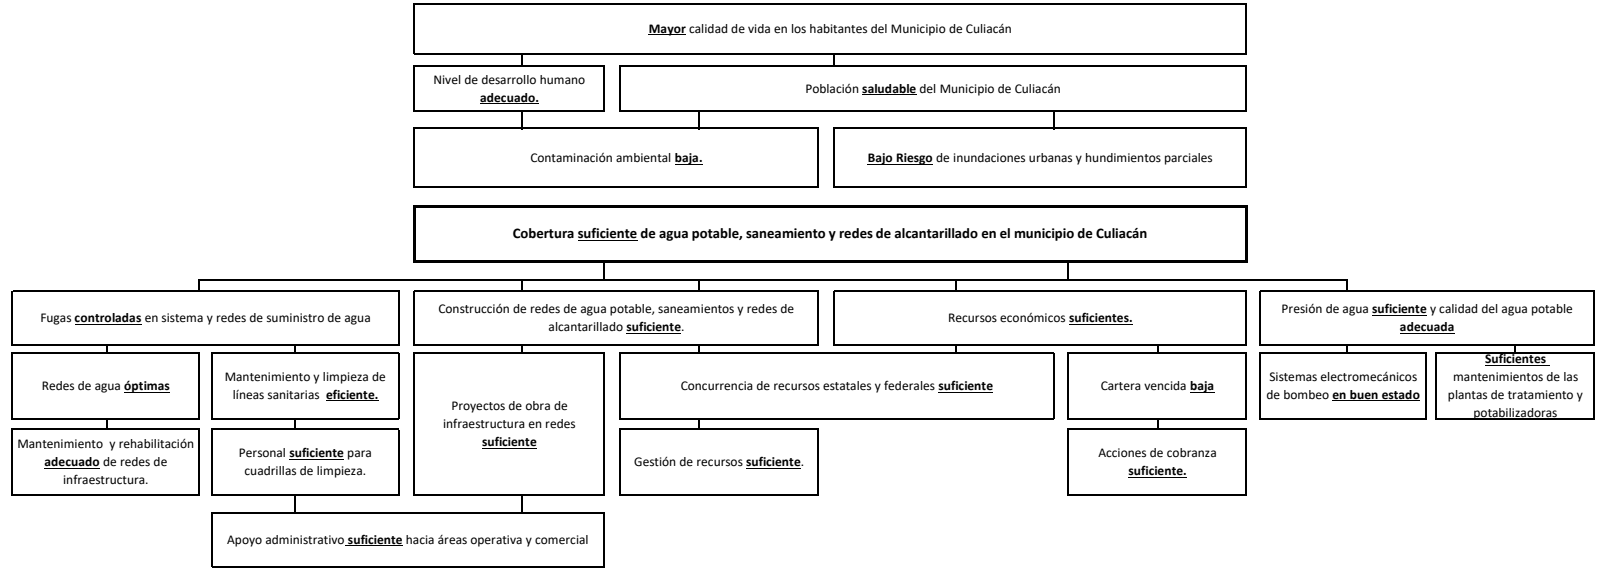 Mayor calidad de vida en los habitantes del Municipio de Culiacán
Nivel de desarrollo humano
adecuado.
Población saludable del Municipio de Culiacán
Contaminación ambiental baja.
Bajo Riesgo de inundaciones urbanas y hundimientos parciales
Cobertura suficiente de agua potable, saneamiento y redes de alcantarillado en el municipio de Culiacán
Fugas controladas en sistema y redes de suministro de agua
Construcción de redes de agua potable, saneamientos y redes de
alcantarillado suficiente.
Recursos económicos suficientes.
Presión de agua suficiente y calidad del agua potable
adecuada
Redes de agua óptimas
Mantenimiento y limpieza de
líneas sanitarias eficiente.
Proyectos de obra de
infraestructura en redes
suficiente
Concurrencia de recursos estatales y federales suficiente
Cartera vencida baja
Sistemas electromecánicos
de bombeo en buen estado
Suficientes
mantenimientos de las
plantas de tratamiento y
potabilizadoras
Mantenimiento y rehabilitación
adecuado de redes de
infraestructura.
Personal suficiente para
cuadrillas de limpieza.
Gestión de recursos suficiente.
Acciones de cobranza
suficiente.
Apoyo administrativo suficiente hacia áreas operativa y comercial